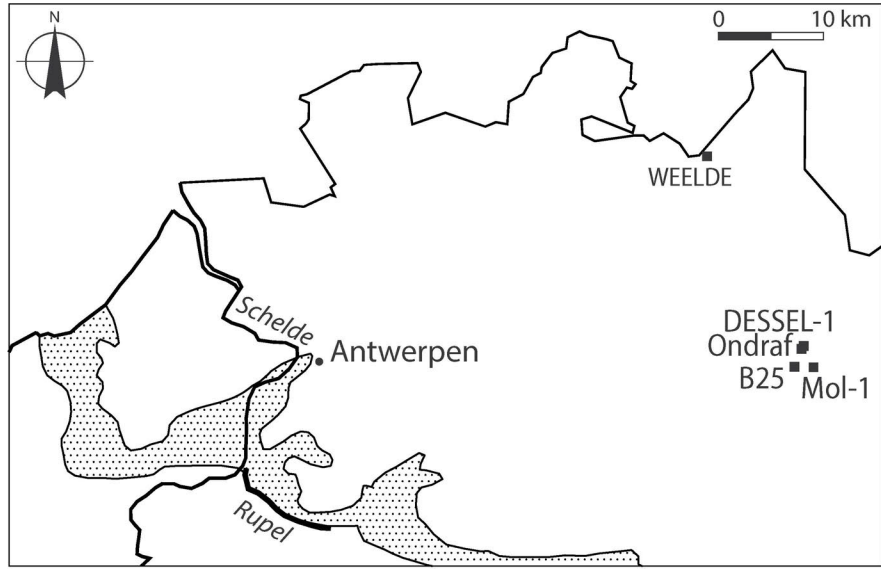 N
0 10 km
WEELDE
Schelde
Antwerpen
DESSEL-1
Ondraf
B25
Mol-1
Rupel